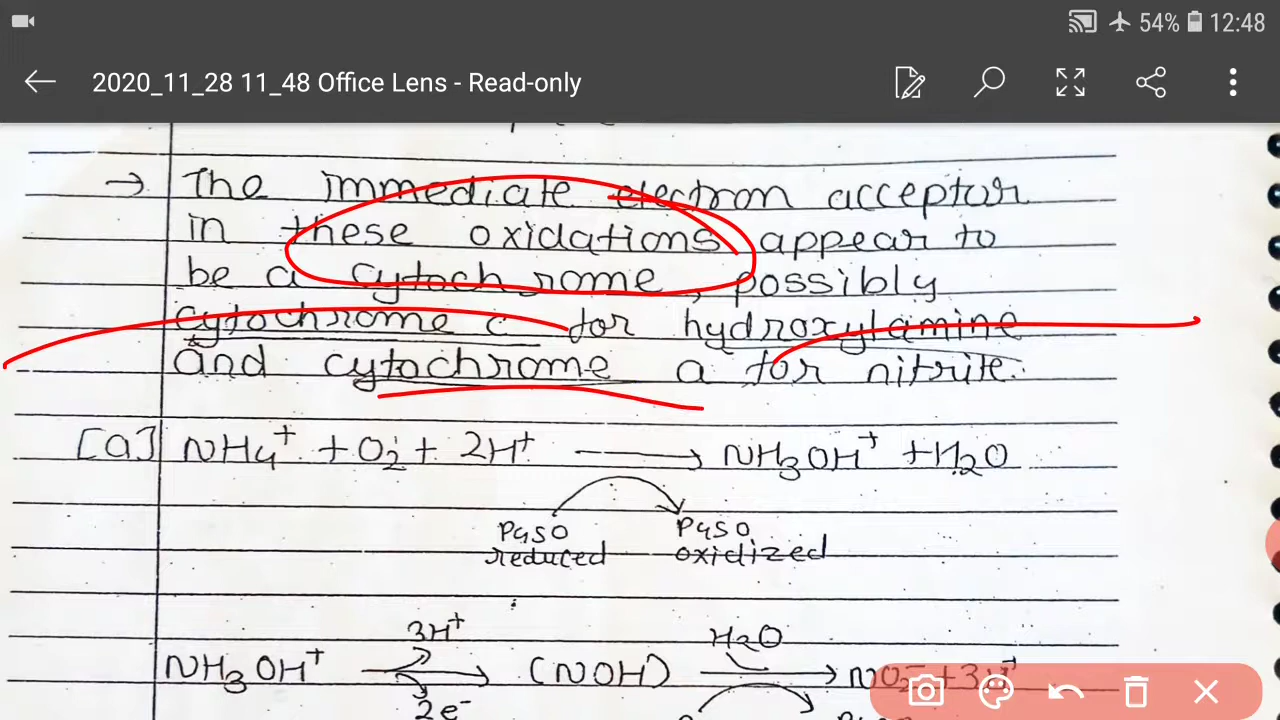 54% 12:48
2020_11_28 11_48 Office Lens - Read-only
→ The immediate electron acceptor
in these oxidations appear to
be a cytochrome, possibly
cytochrome c for hydroxylamine
and cytochrome a for nitrite.
[a] NH4+ + O2 + 2H+ → NH3OH+ + H2O
P450 reduced P450 oxidized
3H+ H2O
NH3OH+ → (NOH) → NO2- + 3H+
2e-